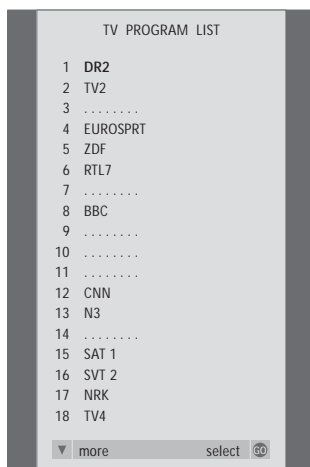 TV PROGRAM LIST
1 DR2
2 TV2
3 ........
4 EUROSPRT
5 ZDF
6 RTL7
7 ........
8 BBC
9 ........
10 ........
11 ........
12 CNN
13 N3
14 ........
15 SAT 1
16 SVT 2
17 NRK
18 TV4
▼ more select GO